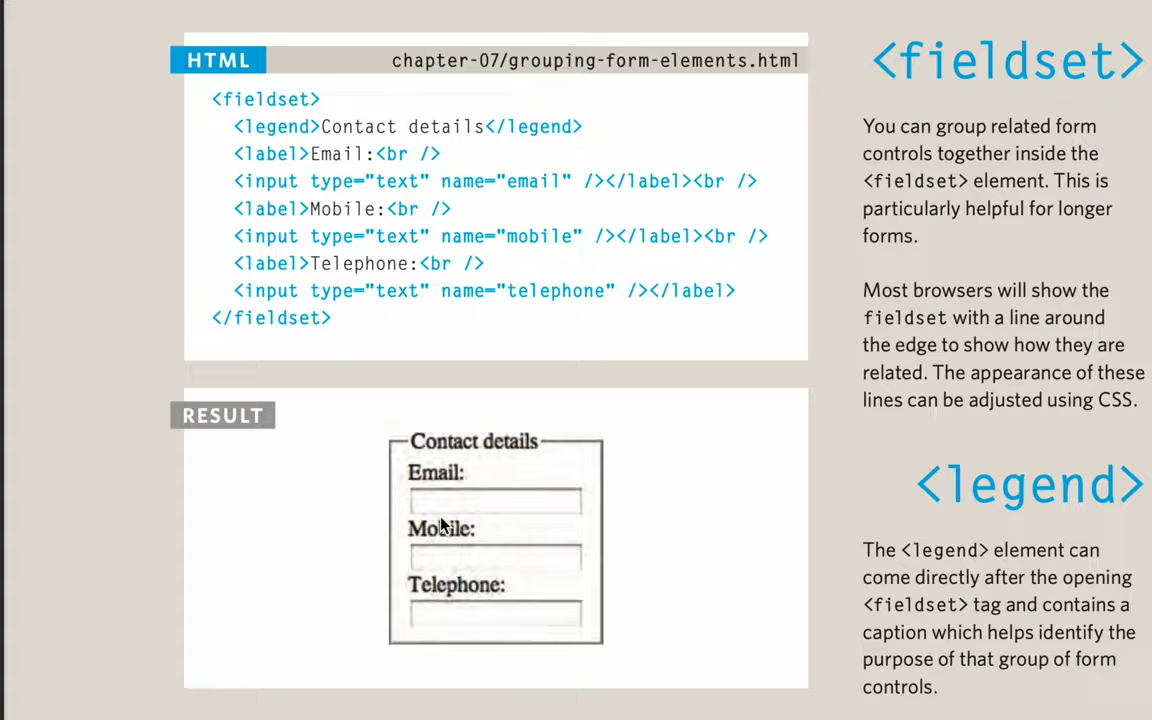 HTML
chapter-07/grouping-form-elements.html
<fieldset>
<legend>Contact details</legend>
<label>Email:<br />
<input type="text" name="email" /></label><br />
<label>Mobile:<br />
<input type="text" name="mobile" /></label><br />
<label>Telephone:<br />
<input type="text" name="telephone" /></label>
</fieldset>
RESULT
Contact details
Email:
Mobile:
Telephone:
<fieldset>
You can group related form
controls together inside the
<fieldset> element. This is
particularly helpful for longer
forms.
Most browsers will show the
fieldset with a line around
the edge to show how they are
related. The appearance of these
lines can be adjusted using CSS.
<legend>
The <legend> element can
come directly after the opening
<fieldset> tag and contains a
caption which helps identify the
purpose of that group of form
controls.